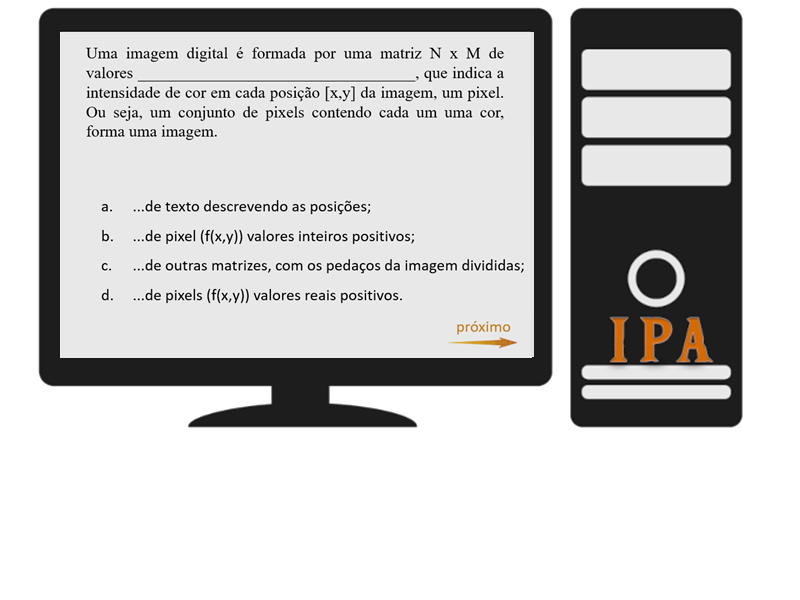 Uma imagem digital é formada por uma matriz N x M de
valores __________________________________, que indica a
intensidade de cor em cada posição [x,y] da imagem, um pixel.
Ou seja, um conjunto de pixels contendo cada um uma cor,
forma uma imagem.
a. ...de texto descrevendo as posições;
b. ...de pixel (f(x,y)) valores inteiros positivos;
c. ...de outras matrizes, com os pedaços da imagem divididas;
d. ...de pixels (f(x,y)) valores reais positivos.
próximo
IPA